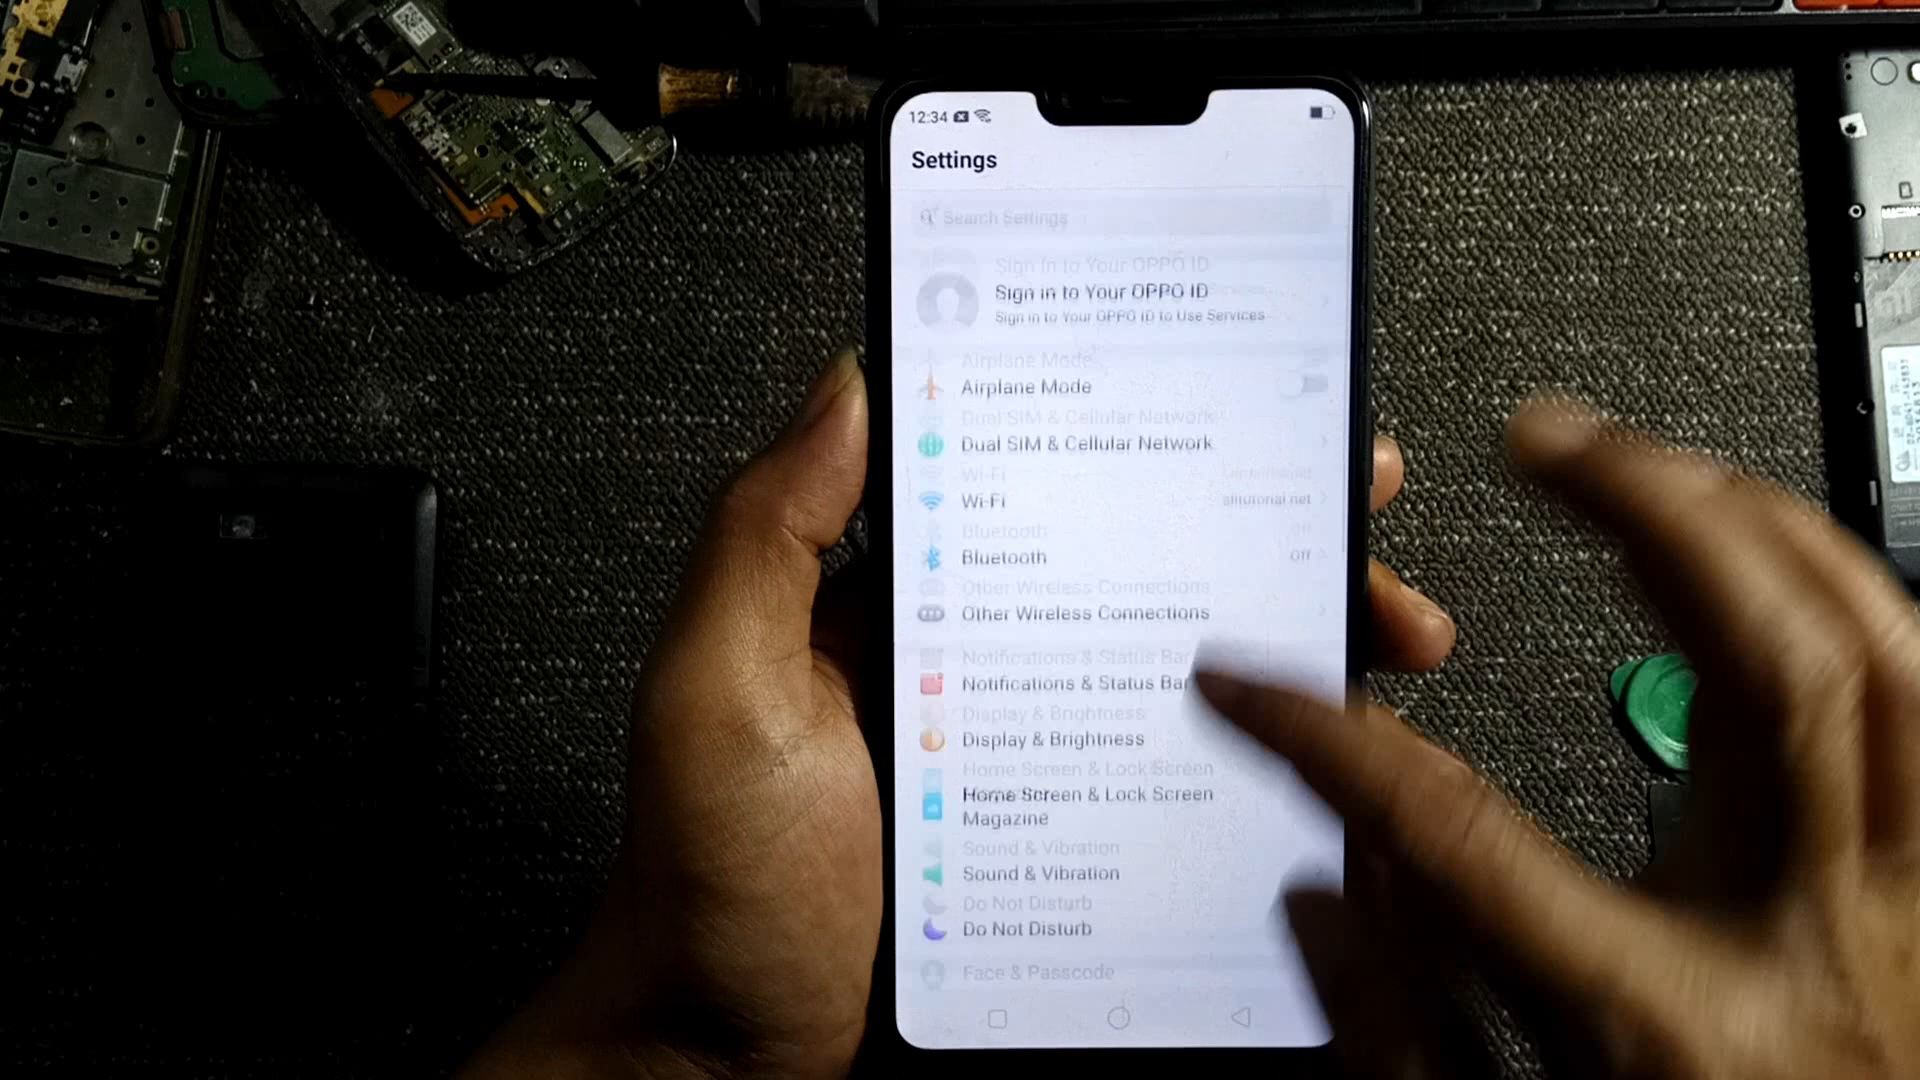 12:34
Settings
Search Settings
Sign in to Your OPPO ID
Sign in to Your OPPO ID to Use Services
Airplane Mode
Dual SIM & Cellular Network
Wi-Fi alitutorial.net
Bluetooth Off
Other Wireless Connections
Notifications & Status Bar
Display & Brightness
Home Screen & Lock Screen
Magazine
Sound & Vibration
Do Not Disturb
Face & Passcode